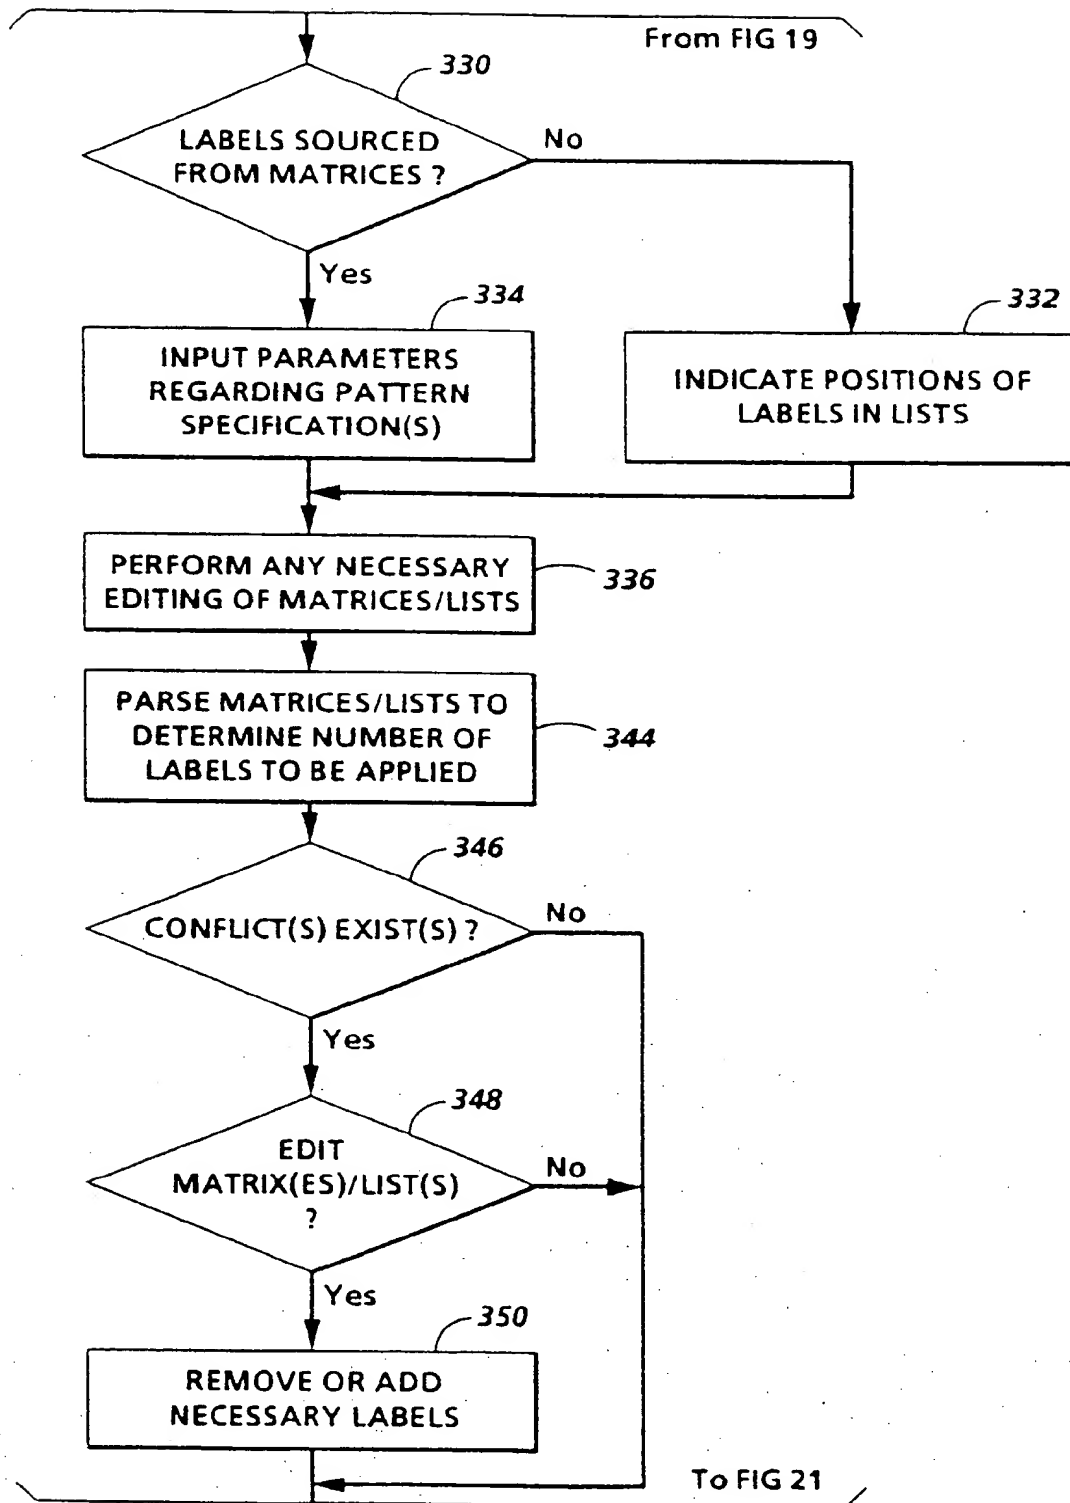 From FIG 19
330
LABELS SOURCED
FROM MATRICES ?
No
Yes
334
332
INPUT PARAMETERS
REGARDING PATTERN
SPECIFICATION(S)
INDICATE POSITIONS OF
LABELS IN LISTS
PERFORM ANY NECESSARY
EDITING OF MATRICES/LISTS
336
PARSE MATRICES/LISTS TO
DETERMINE NUMBER OF
LABELS TO BE APPLIED
344
346
CONFLICT(S) EXIST(S) ?
No
Yes
348
EDIT
MATRIX(ES)/LIST(S)
?
No
Yes
350
REMOVE OR ADD
NECESSARY LABELS
To FIG 21